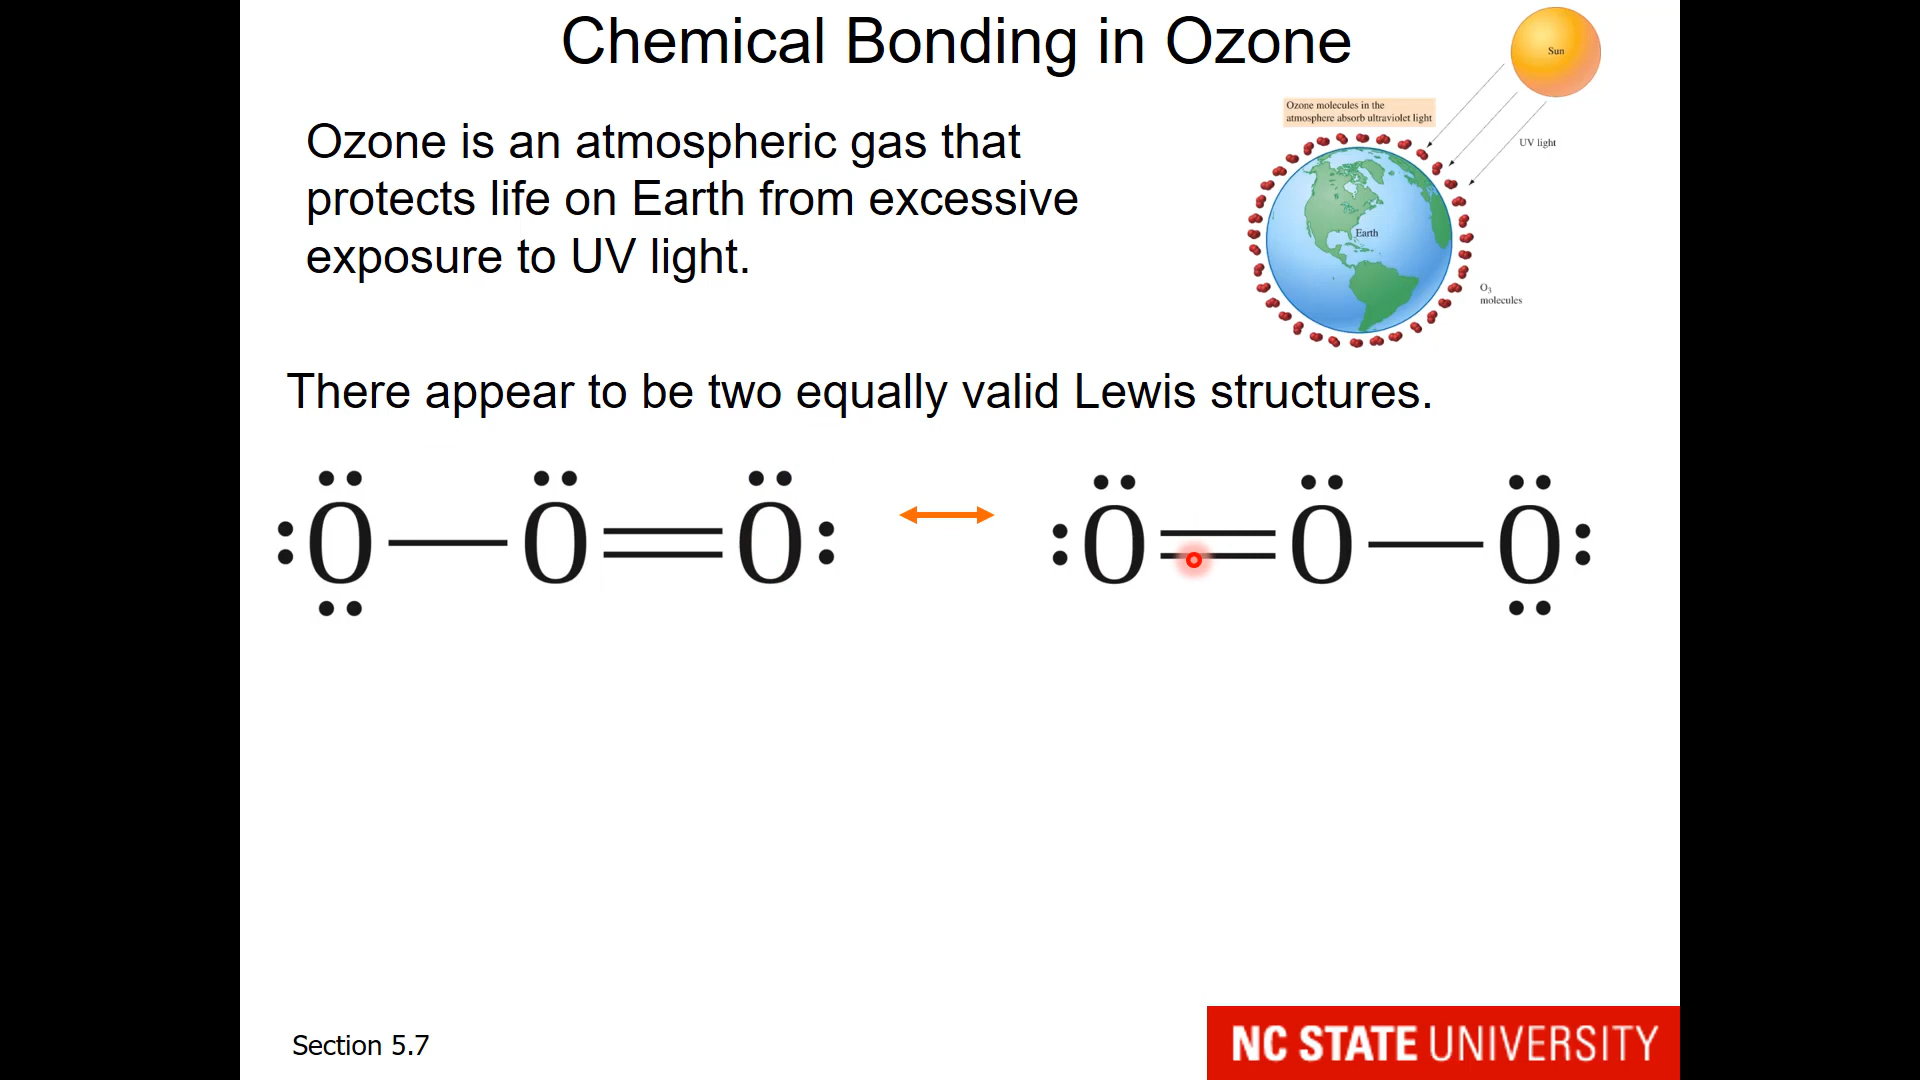 Chemical Bonding in Ozone
Sun
Ozone molecules in the
atmosphere absorb ultraviolet light
UV light
Ozone is an atmospheric gas that
protects life on Earth from excessive
exposure to UV light.
Earth
O₃
molecules
There appear to be two equally valid Lewis structures.
O O O O O O
Section 5.7
NC STATE UNIVERSITY